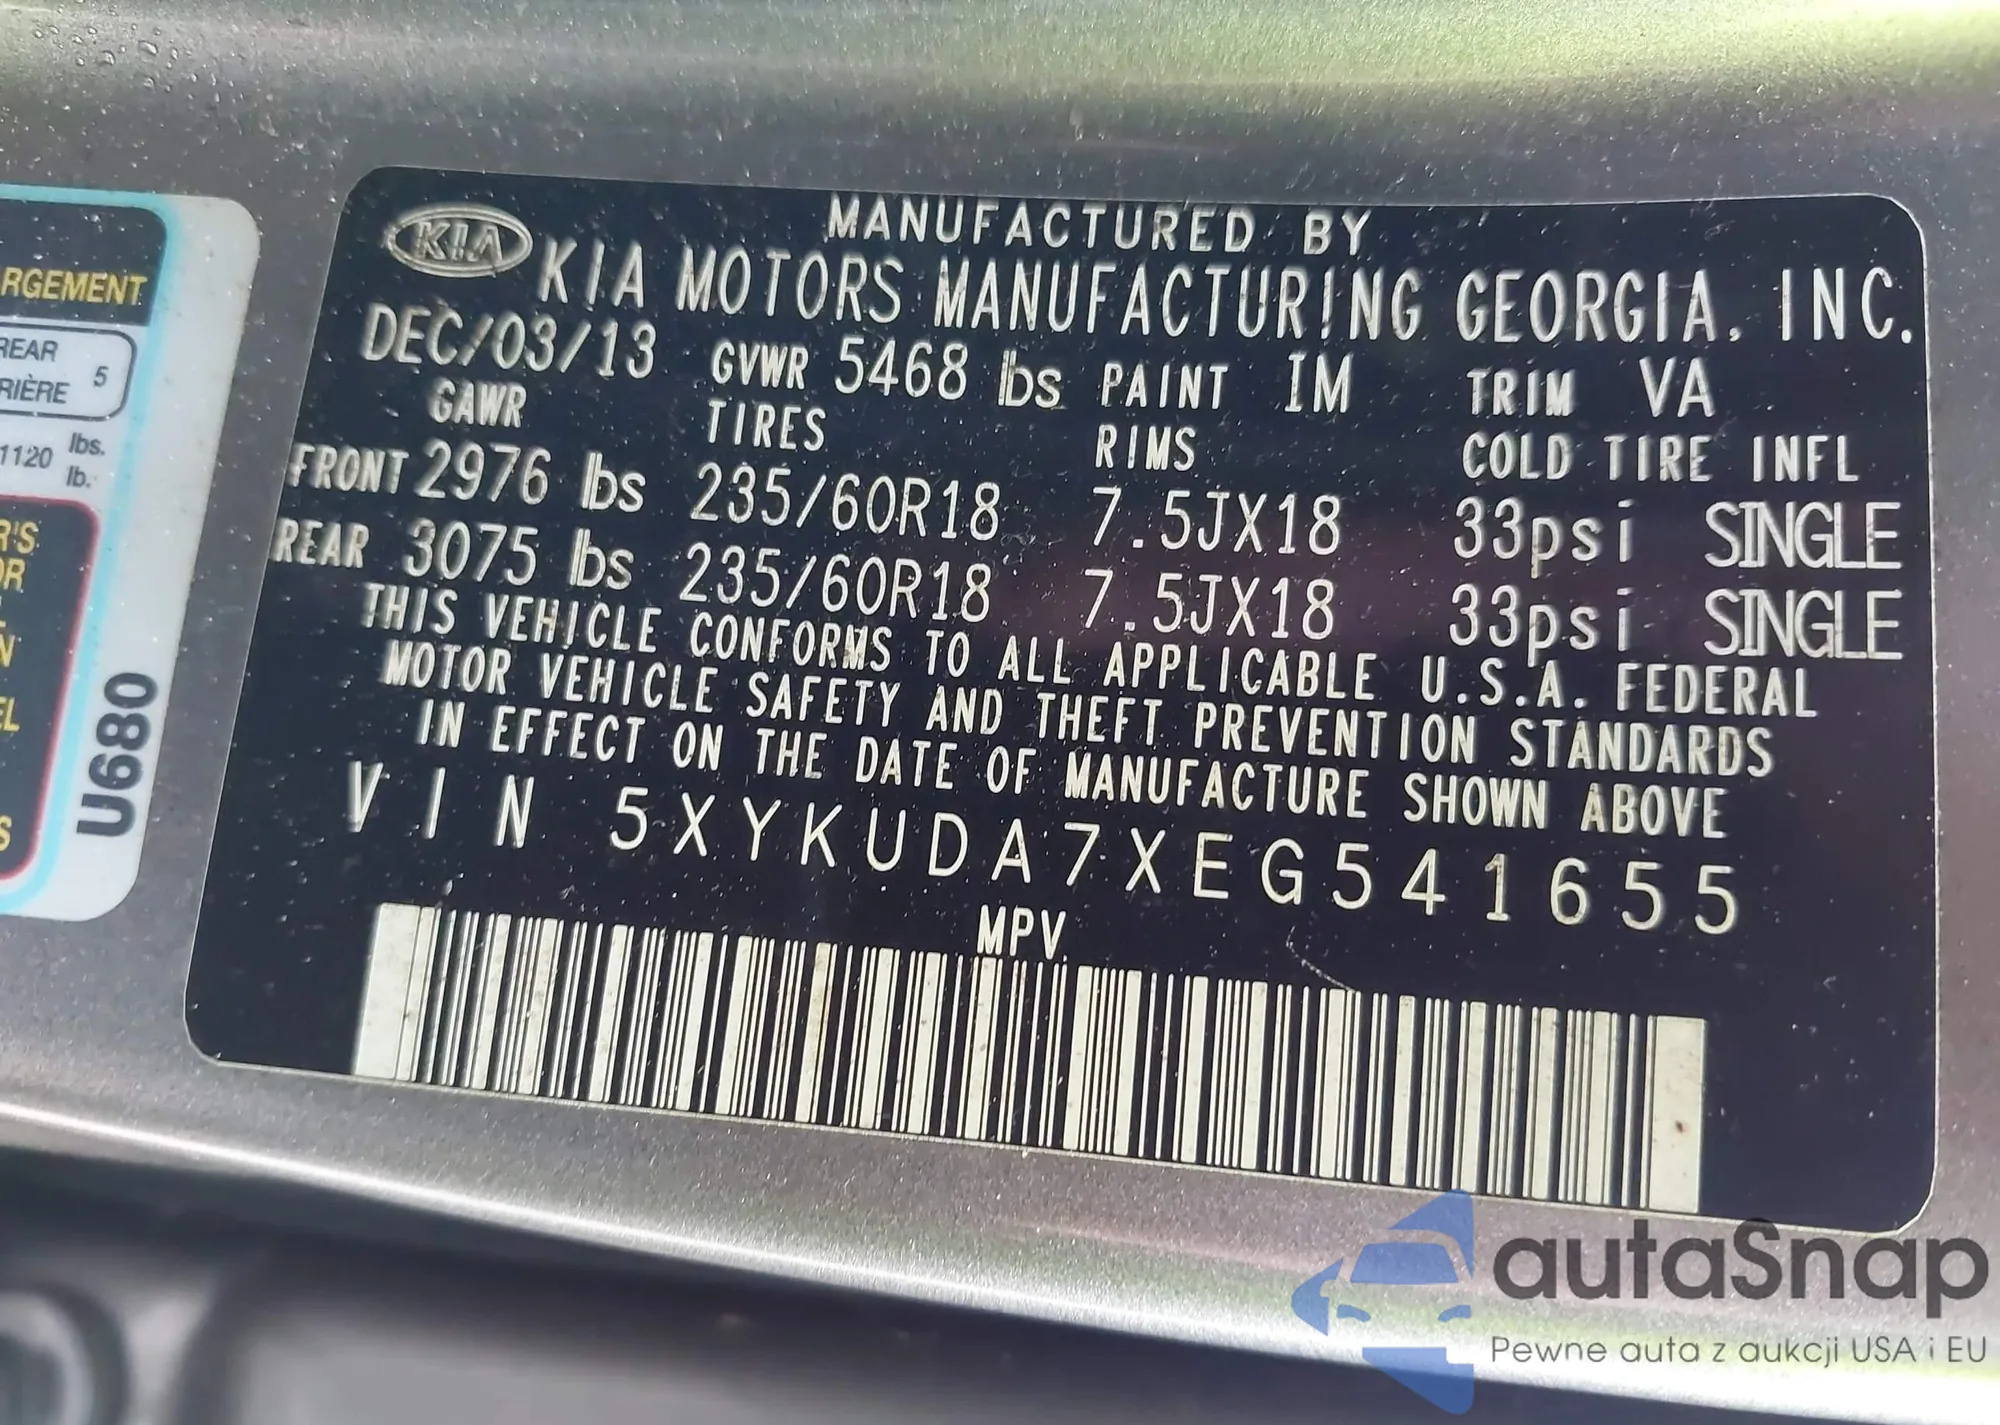 RGEMENT
REAR
RIÈRE 5
1120 lbs.
lb.
R'S
OR
N
EL
S
U680
KIA
MANUFACTURED BY
KIA MOTORS MANUFACTURING GEORGIA, INC.
DEC/03/13 GVWR 5468 lbs PAINT IM TRIM VA
GAWR TIRES RIMS COLD TIRE INFL
FRONT 2976 lbs 235/60R18 7.5JX18 33psi SINGLE
REAR 3075 lbs 235/60R18 7.5JX18 33psi SINGLE
THIS VEHICLE CONFORMS TO ALL APPLICABLE U.S.A. FEDERAL
MOTOR VEHICLE SAFETY AND THEFT PREVENTION STANDARDS
IN EFFECT ON THE DATE OF MANUFACTURE SHOWN ABOVE
VIN 5XYKUDA7XEG541655
MPV
autaSnap
Pewne auta z aukcji USA i EU